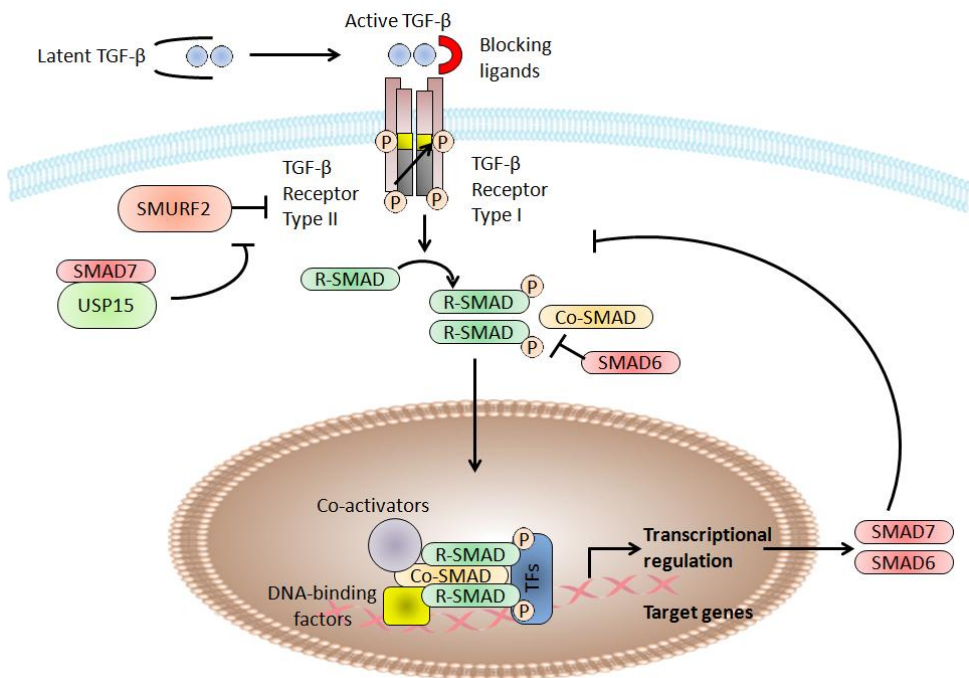 Active TGF-β
Latent TGF-β
Blocking
ligands
P
P
TGF-β
Receptor
Type II
TGF-β
Receptor
Type I
P
P
SMURF2
SMAD7
USP15
R-SMAD
P
R-SMAD
Co-SMAD
R-SMAD
P
SMAD6
Co-activators
P
R-SMAD
Co-SMAD
R-SMAD
P
TFs
DNA-binding
factors
Transcriptional
regulation
Target genes
SMAD7
SMAD6